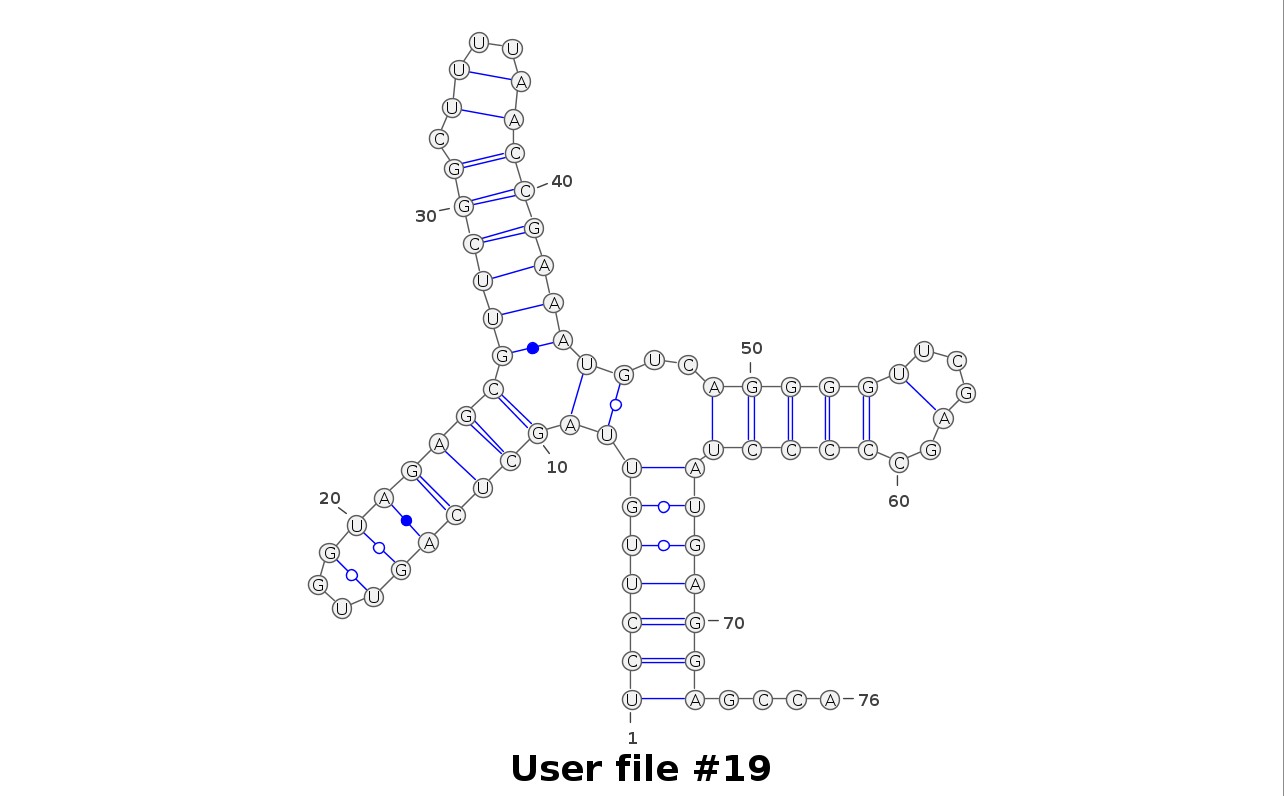 U U
U A
U A
C C
G C 40
30 G G
C A
U A
U A
G U G U C 50 U C
C A G G G U G
G G A U A
A C U C C C C G
G U U A C 60
A C G U
20 U A U G
G G U A
G U C G 70
U C G
10
U A G C C A 76
1
User file #19